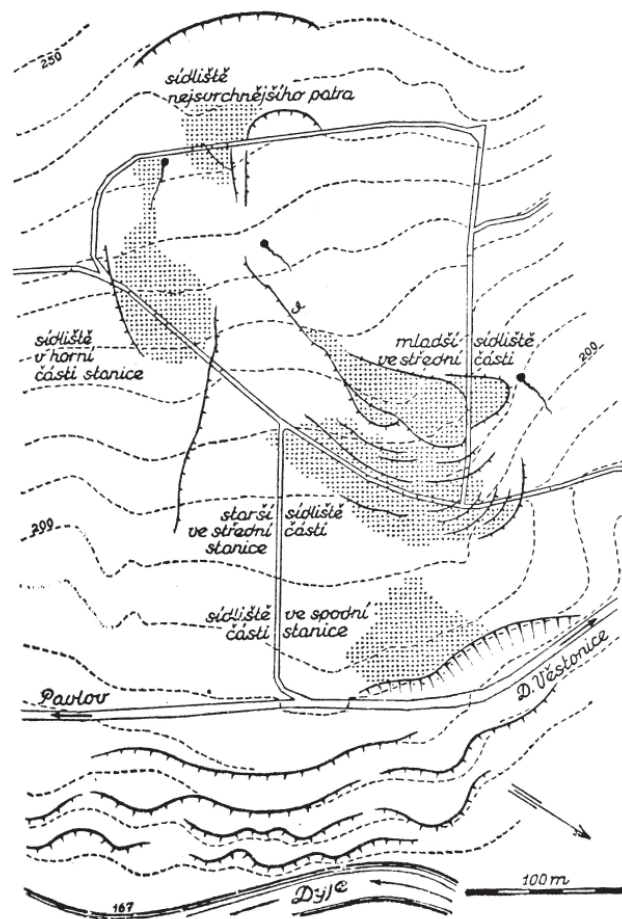 250
sídliště
nejsvrchnějšího patra
sídliště
v horní
části stanice
mladší sídliště
ve střední části
200
starší sídliště
ve střední části
stanice
200
sídliště ve spodní
části stanice
Pavlov
D. Věstonice
167
Dyje
100 m